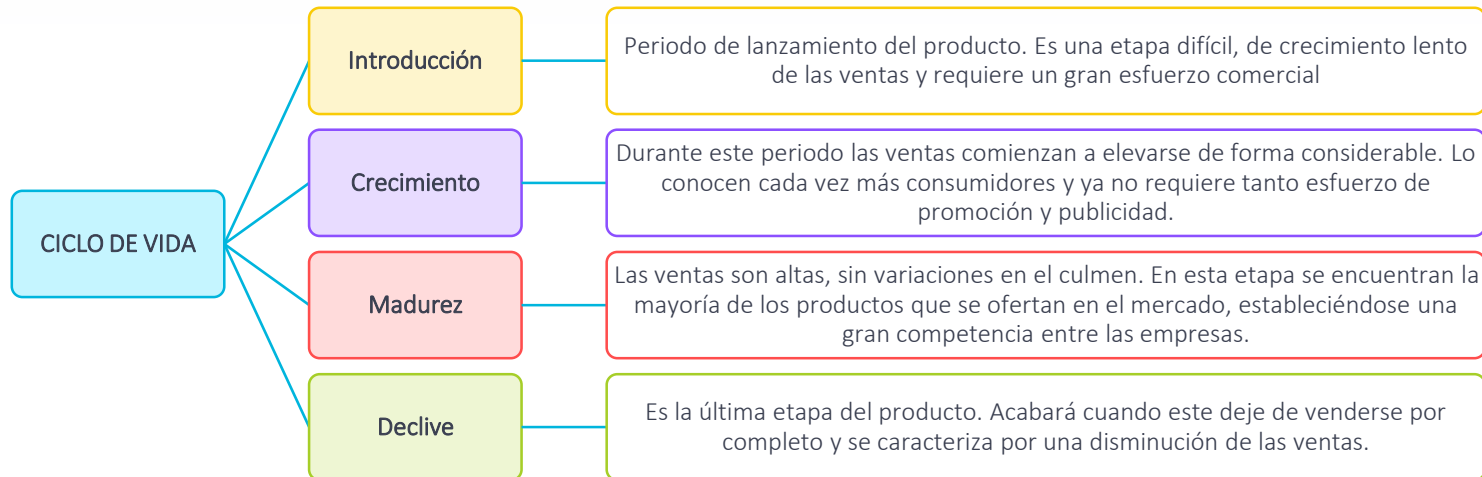 Introducción
Periodo de lanzamiento del producto. Es una etapa difícil, de crecimiento lento
de las ventas y requiere un gran esfuerzo comercial
Crecimiento
Durante este periodo las ventas comienzan a elevarse de forma considerable. Lo
conocen cada vez más consumidores y ya no requiere tanto esfuerzo de
promoción y publicidad.
CICLO DE VIDA
Madurez
Las ventas son altas, sin variaciones en el culmen. En esta etapa se encuentran la
mayoría de los productos que se ofertan en el mercado, estableciéndose una
gran competencia entre las empresas.
Declive
Es la última etapa del producto. Acabará cuando este deje de venderse por
completo y se caracteriza por una disminución de las ventas.